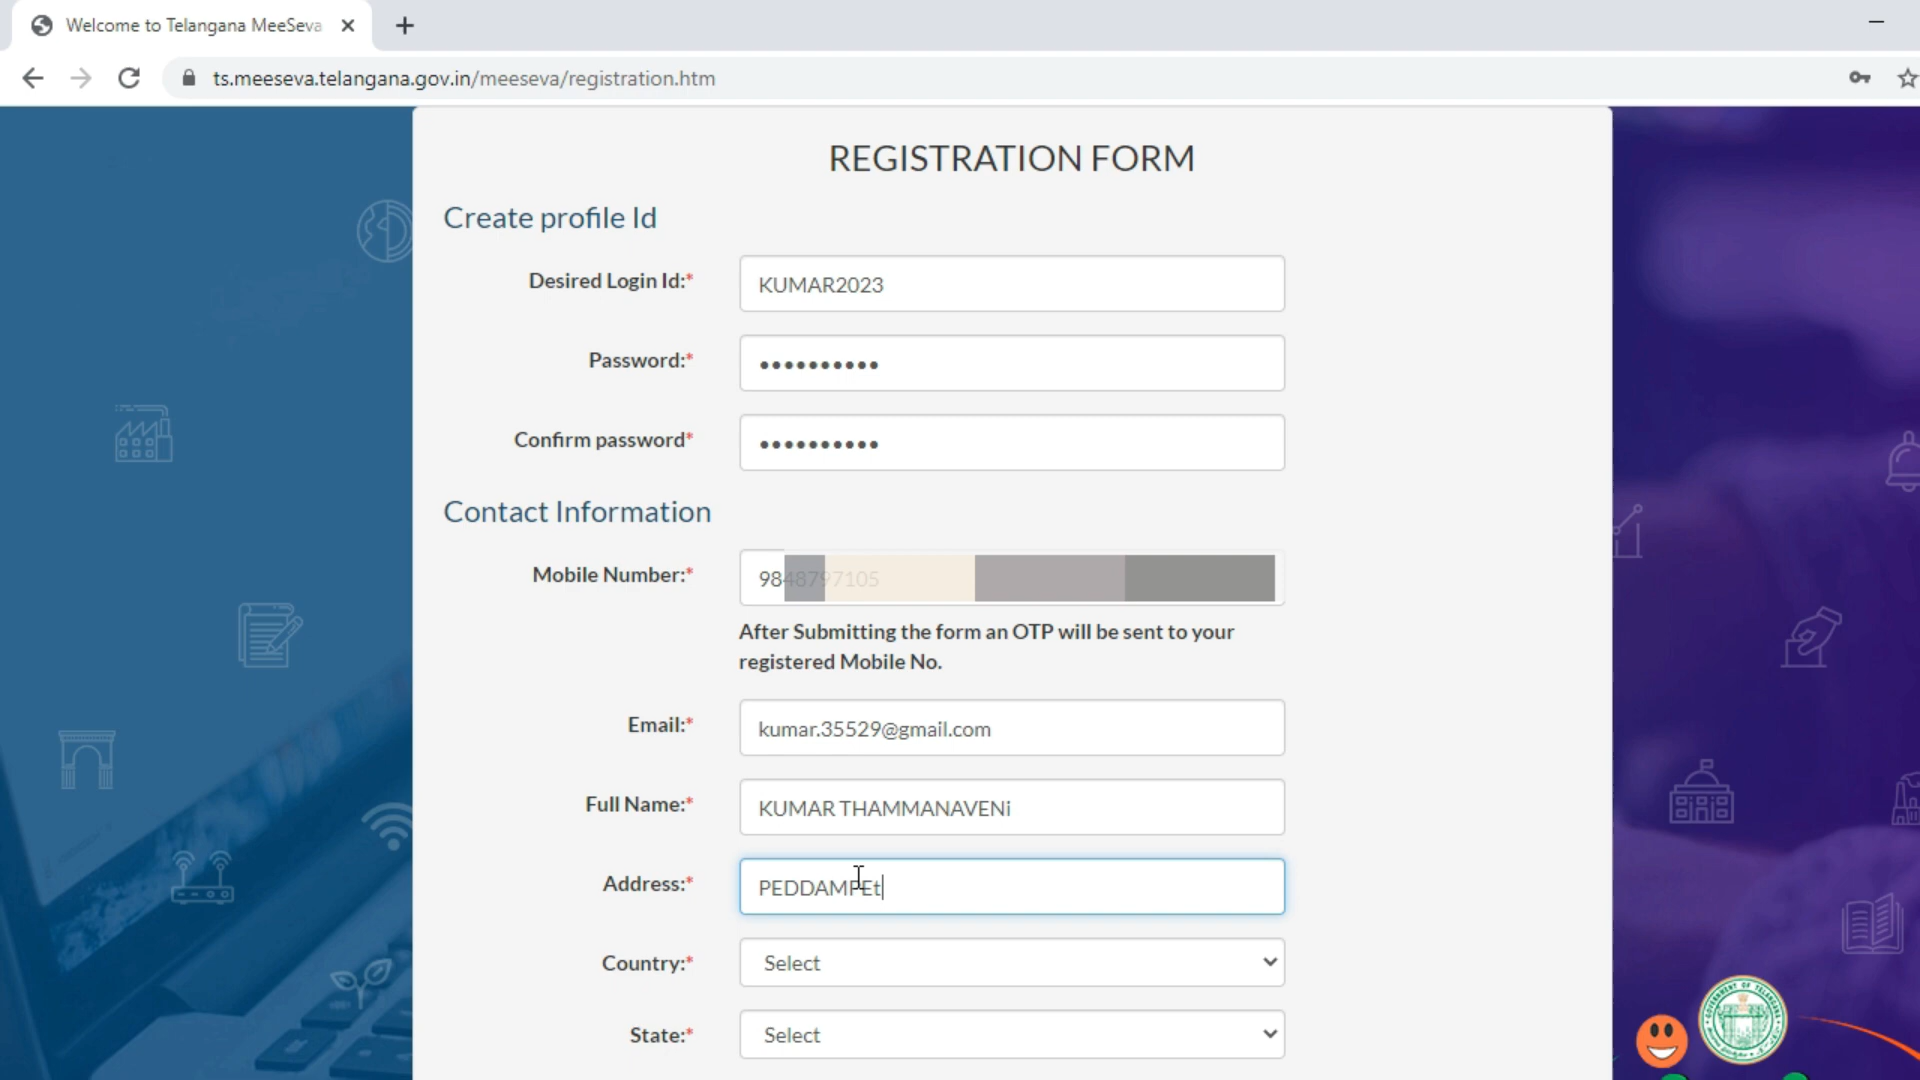 Welcome to Telangana MeeSeva
ts.meeseva.telangana.gov.in/meeseva/registration.htm
REGISTRATION FORM
Create profile Id
Desired Login Id:* KUMAR2023
Password:* ••••••••••
Confirm password* ••••••••••
Contact Information
Mobile Number:*
After Submitting the form an OTP will be sent to your
registered Mobile No.
Email:* kumar.35529@gmail.com
Full Name:* KUMAR THAMMANAVENi
Address:* PEDDAMPEt
Country:* Select
State:* Select